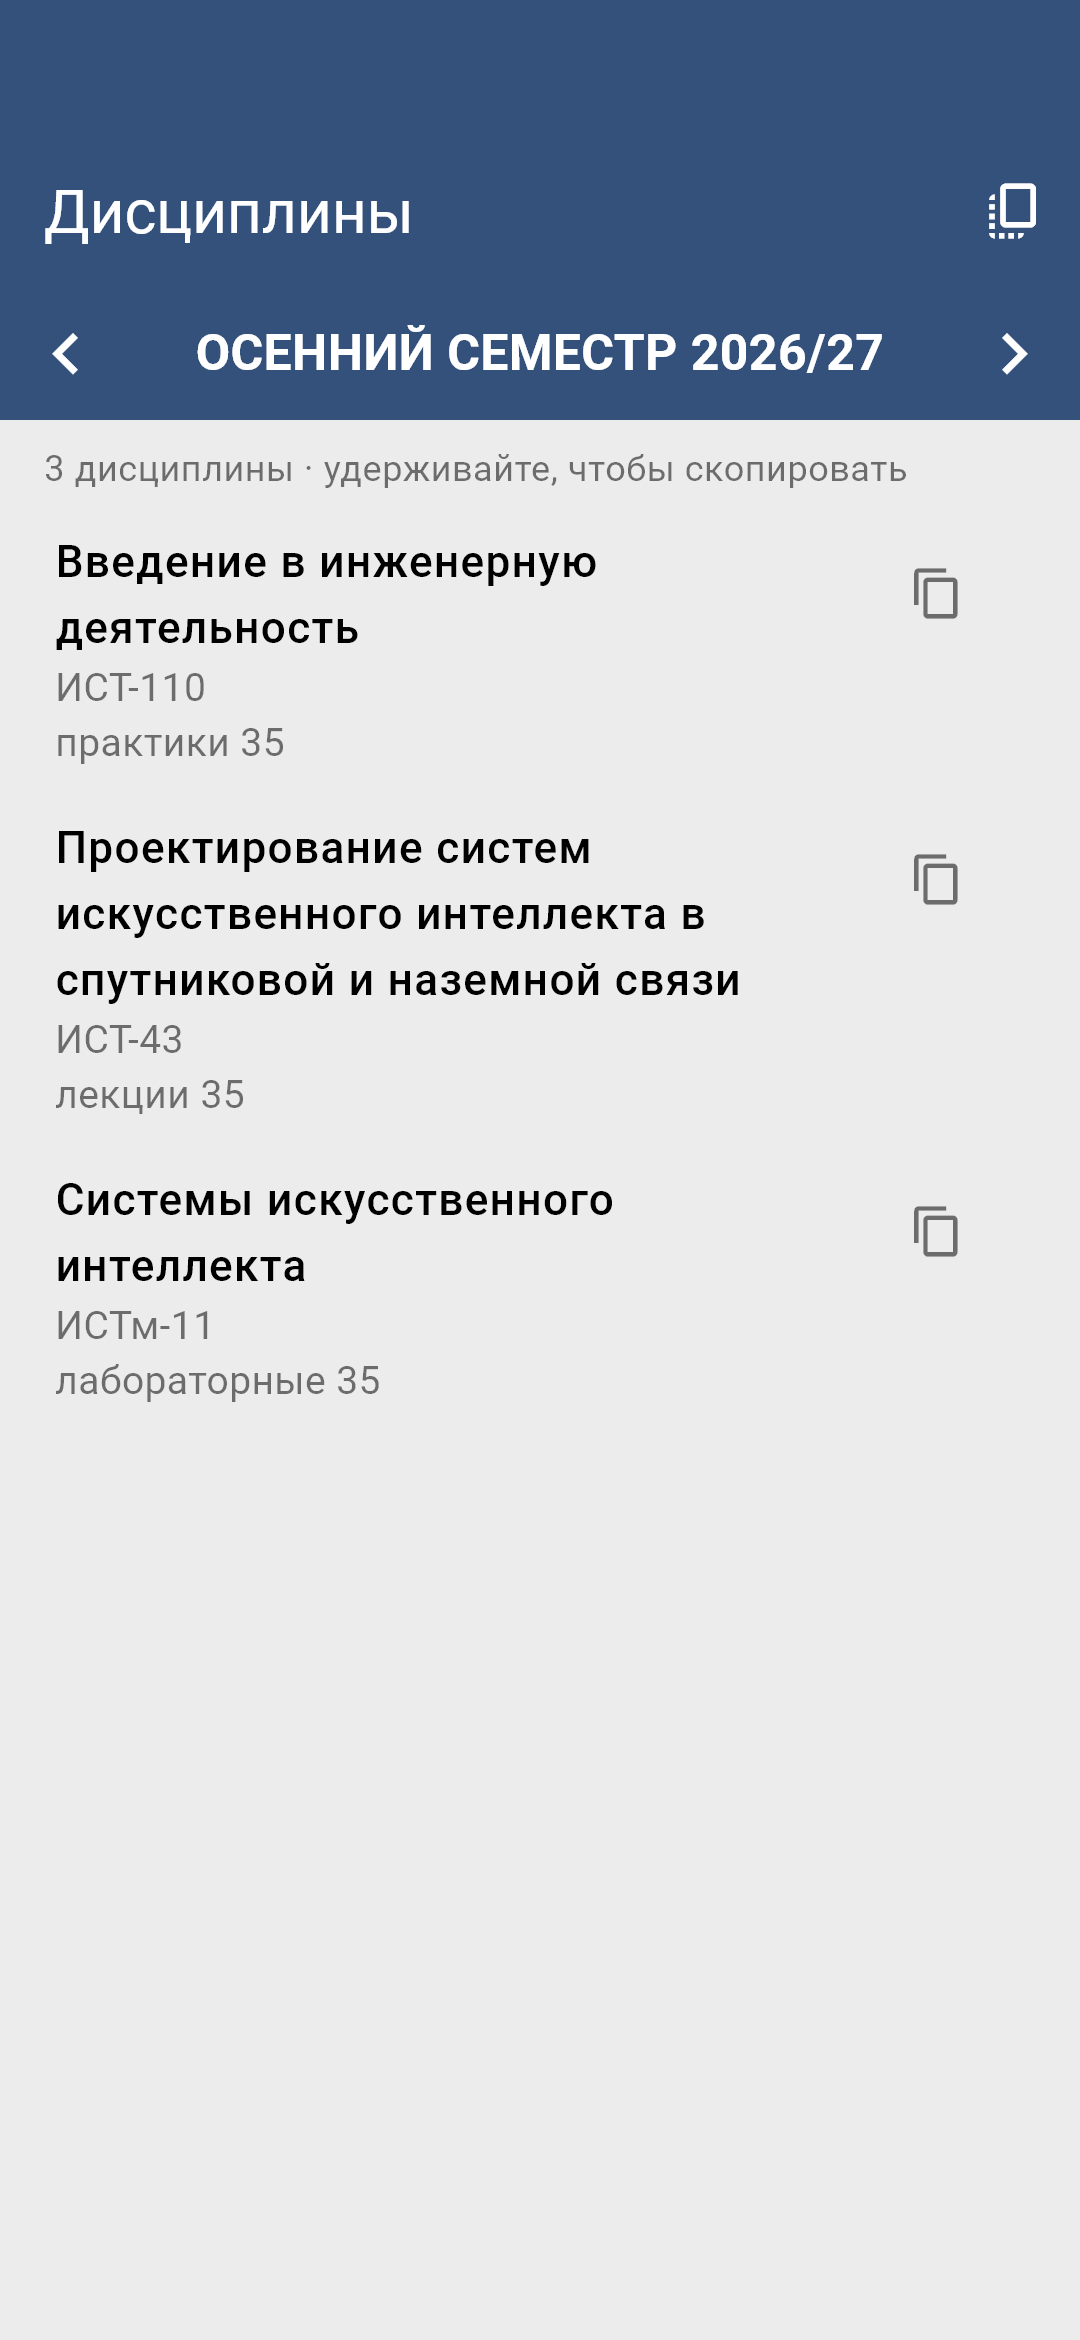 Дисциплины
ОСЕННИЙ СЕМЕСТР 2026/27
3 дисциплины · удерживайте, чтобы скопировать
Введение в инженерную
деятельность
ИСТ-110
практики 35
Проектирование систем
искусственного интеллекта в
спутниковой и наземной связи
ИСТ-43
лекции 35
Системы искусственного
интеллекта
ИСТм-11
лабораторные 35